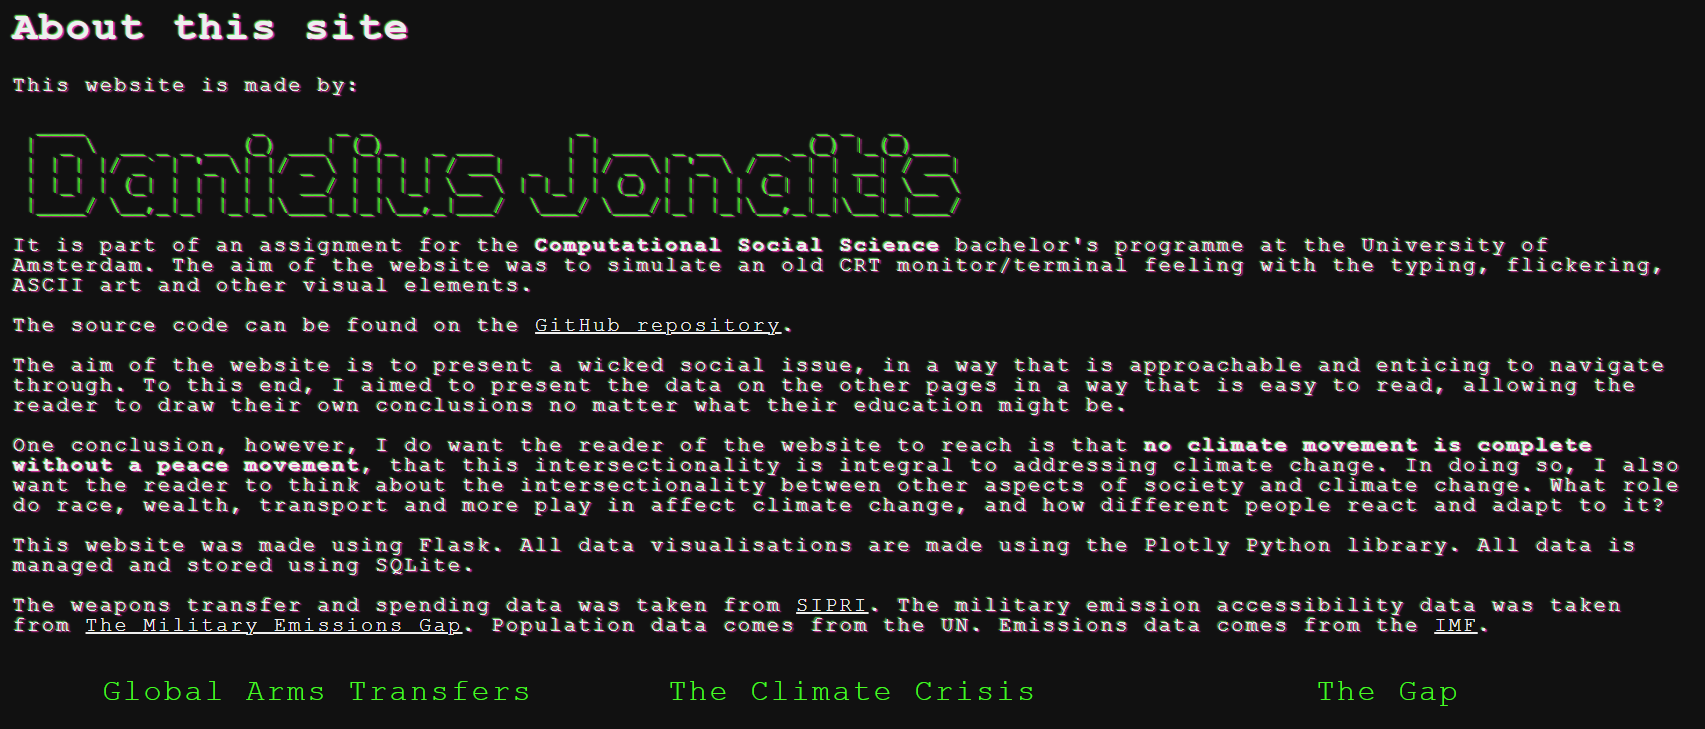 About this site
This website is made by:
Danielius Jonaitis
It is part of an assignment for the Computational Social Science bachelor's programme at the University of
Amsterdam. The aim of the website was to simulate an old CRT monitor/terminal feeling with the typing, flickering,
ASCII art and other visual elements.
The source code can be found on the GitHub repository.
The aim of the website is to present a wicked social issue, in a way that is approachable and enticing to navigate
through. To this end, I aimed to present the data on the other pages in a way that is easy to read, allowing the
reader to draw their own conclusions no matter what their education might be.
One conclusion, however, I do want the reader of the website to reach is that no climate movement is complete
without a peace movement, that this intersectionality is integral to addressing climate change. In doing so, I also
want the reader to think about the intersectionality between other aspects of society and climate change. What role
do race, wealth, transport and more play in affect climate change, and how different people react and adapt to it?
This website was made using Flask. All data visualisations are made using the Plotly Python library. All data is
managed and stored using SQLite.
The weapons transfer and spending data was taken from SIPRI. The military emission accessibility data was taken
from The Military Emissions Gap. Population data comes from the UN. Emissions data comes from the IMF.
Global Arms Transfers The Climate Crisis The Gap